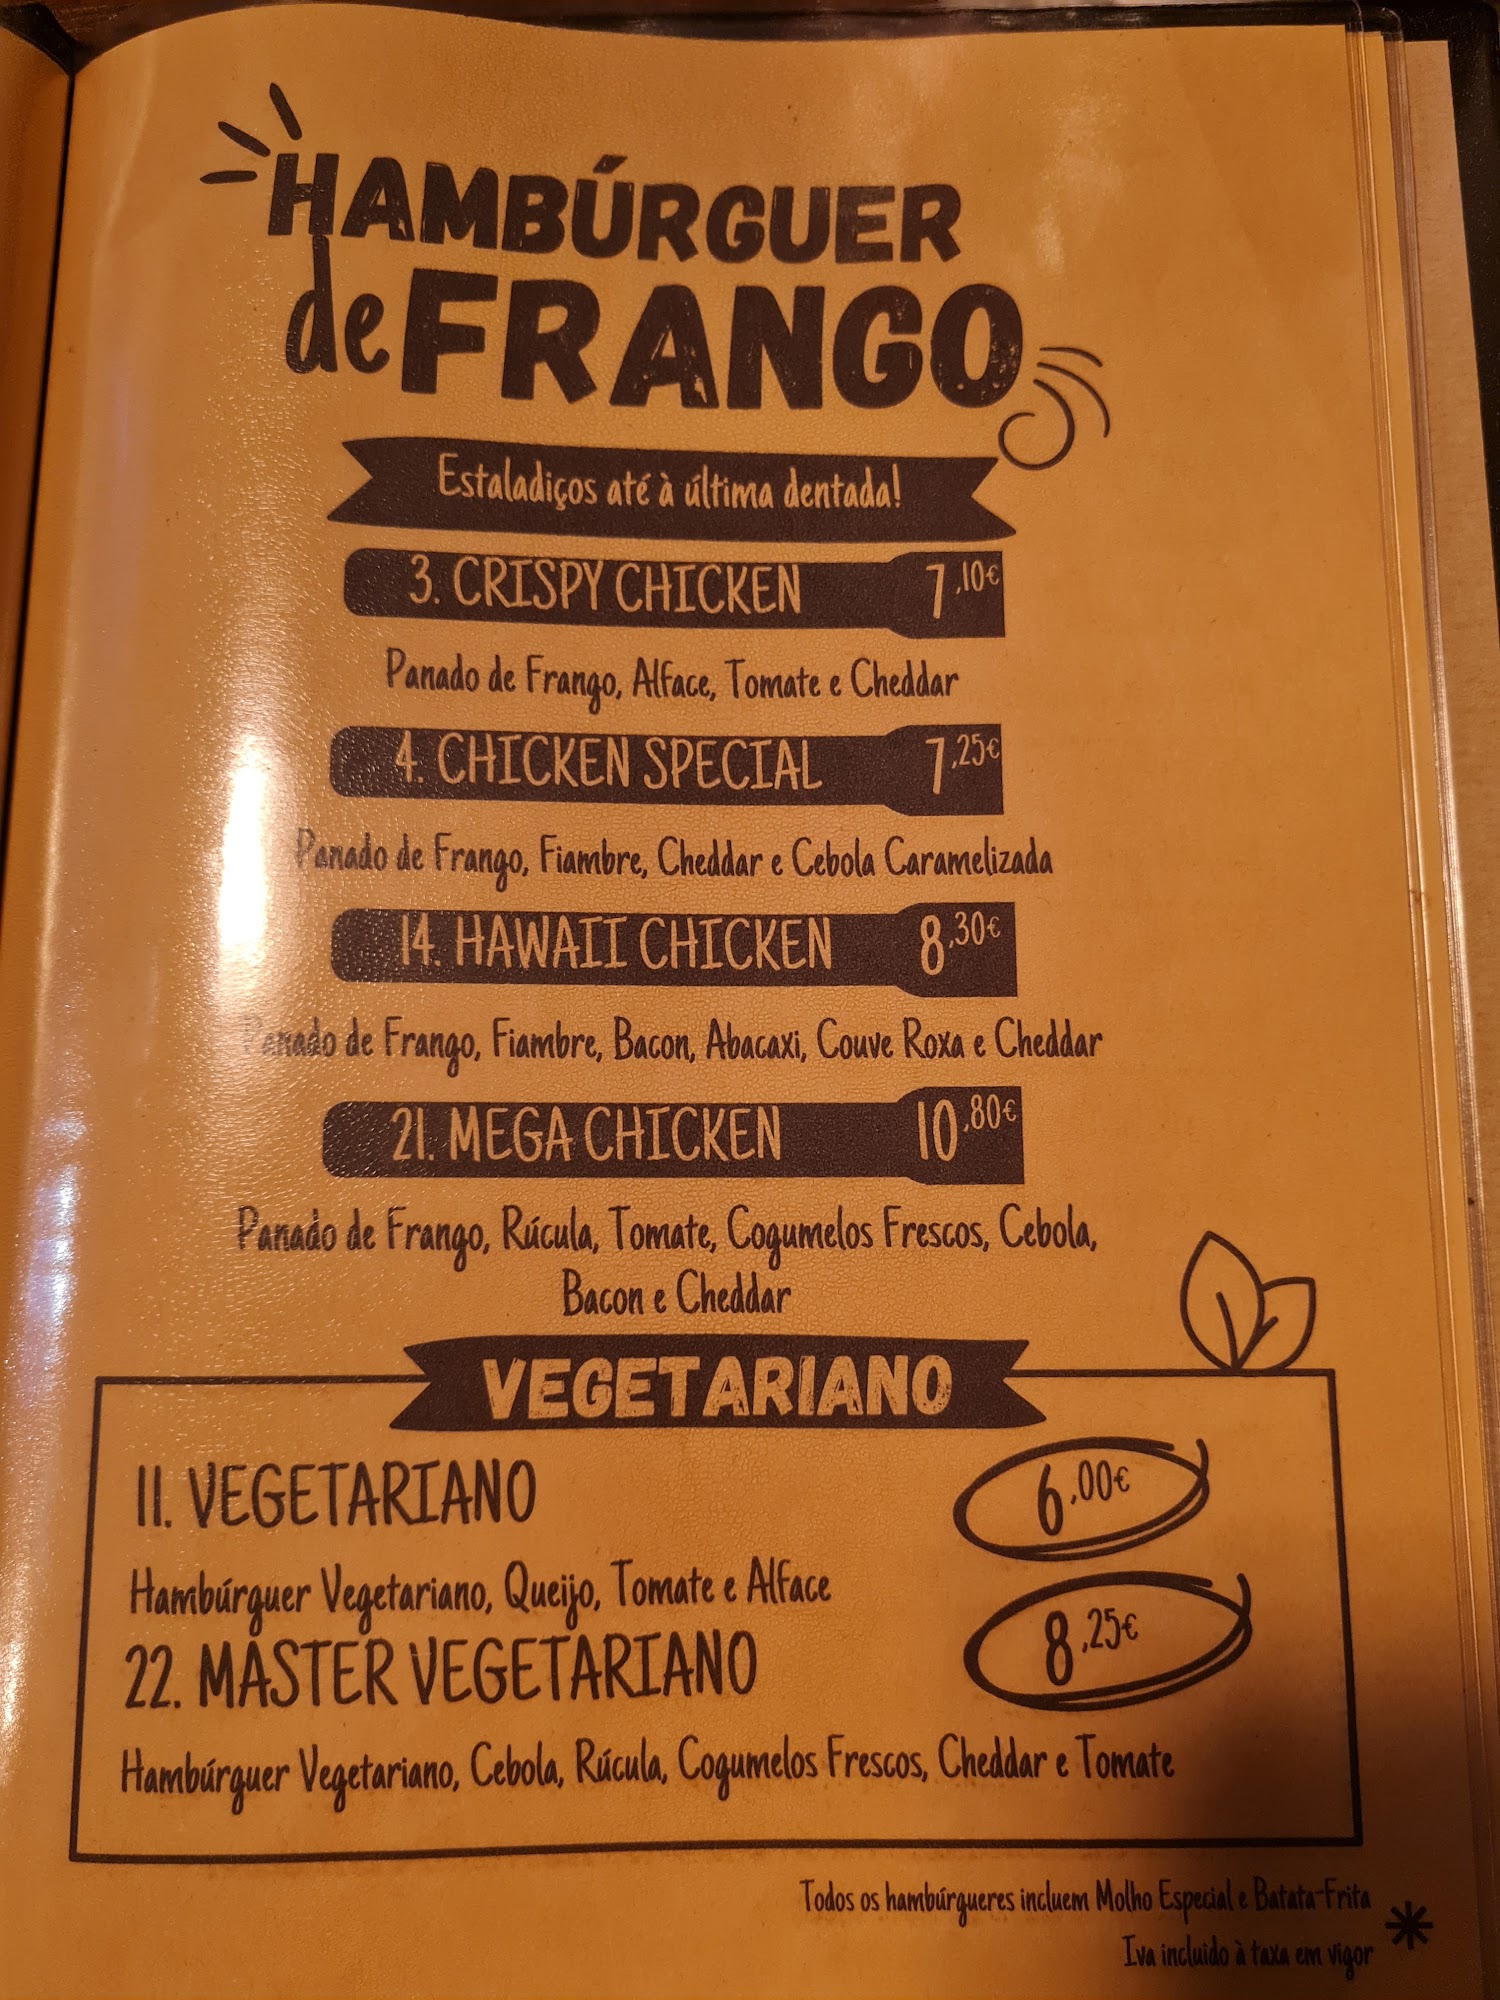 HAMBÚRGUER
de FRANGO
Estaladiços até à última dentada!
3. CRISPY CHICKEN 7,10€
Panado de Frango, Alface, Tomate e Cheddar
4. CHICKEN SPECIAL 7,25€
Panado de Frango, Fiambre, Cheddar e Cebola Caramelizada
14. HAWAII CHICKEN 8,30€
Panado de Frango, Fiambre, Bacon, Abacaxi, Couve Roxa e Cheddar
21. MEGA CHICKEN 10,80€
Panado de Frango, Rúcula, Tomate, Cogumelos Frescos, Cebola,
Bacon e Cheddar
VEGETARIANO
11. VEGETARIANO 6,00€
Hambúrguer Vegetariano, Queijo, Tomate e Alface
22. MASTER VEGETARIANO 8,25€
Hambúrguer Vegetariano, Cebola, Rúcula, Cogumelos Frescos, Cheddar e Tomate
Todos os hambúrgueres incluem Molho Especial e Batata-Frita
Iva incluido à taxa em vigor